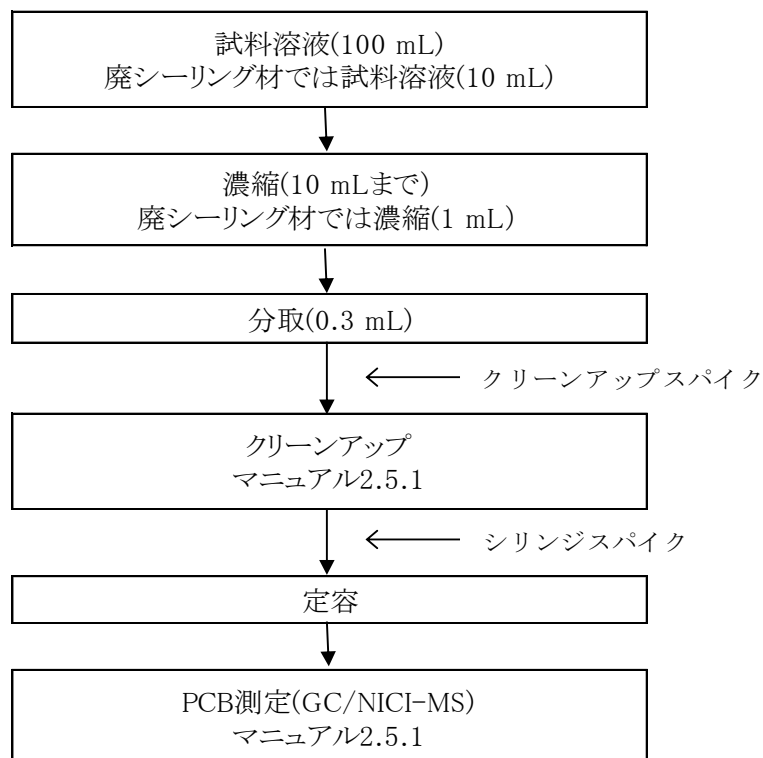 試料溶液(100 mL)
廃シーリング材では試料溶液(10 mL)
濃縮(10 mLまで)
廃シーリング材では濃縮(1 mL)
分取(0.3 mL)
クリーンアップスパイク
クリーンアップ
マニュアル2.5.1
シリンジスパイク
定容
PCB測定(GC/NICI-MS)
マニュアル2.5.1